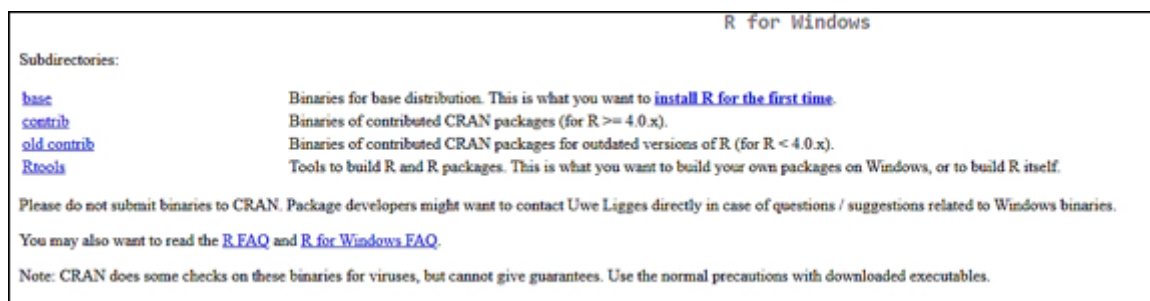 R for Windows
Subdirectories:
base Binaries for base distribution. This is what you want to install R for the first time.
contrib Binaries of contributed CRAN packages (for R >= 4.0.x).
old contrib Binaries of contributed CRAN packages for outdated versions of R (for R < 4.0.x).
Rtools Tools to build R and R packages. This is what you want to build your own packages on Windows, or to build R itself.
Please do not submit binaries to CRAN. Package developers might want to contact Uwe Ligges directly in case of questions / suggestions related to Windows binaries.
You may also want to read the R FAQ and R for Windows FAQ.
Note: CRAN does some checks on these binaries for viruses, but cannot give guarantees. Use the normal precautions with downloaded executables.